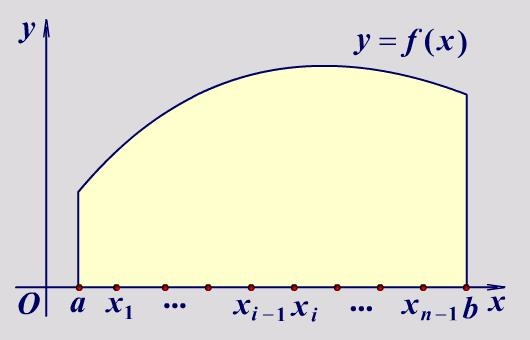 y
y = f(x)
O a x₁ ... xᵢ₋₁ xᵢ ... xₙ₋₁ b x